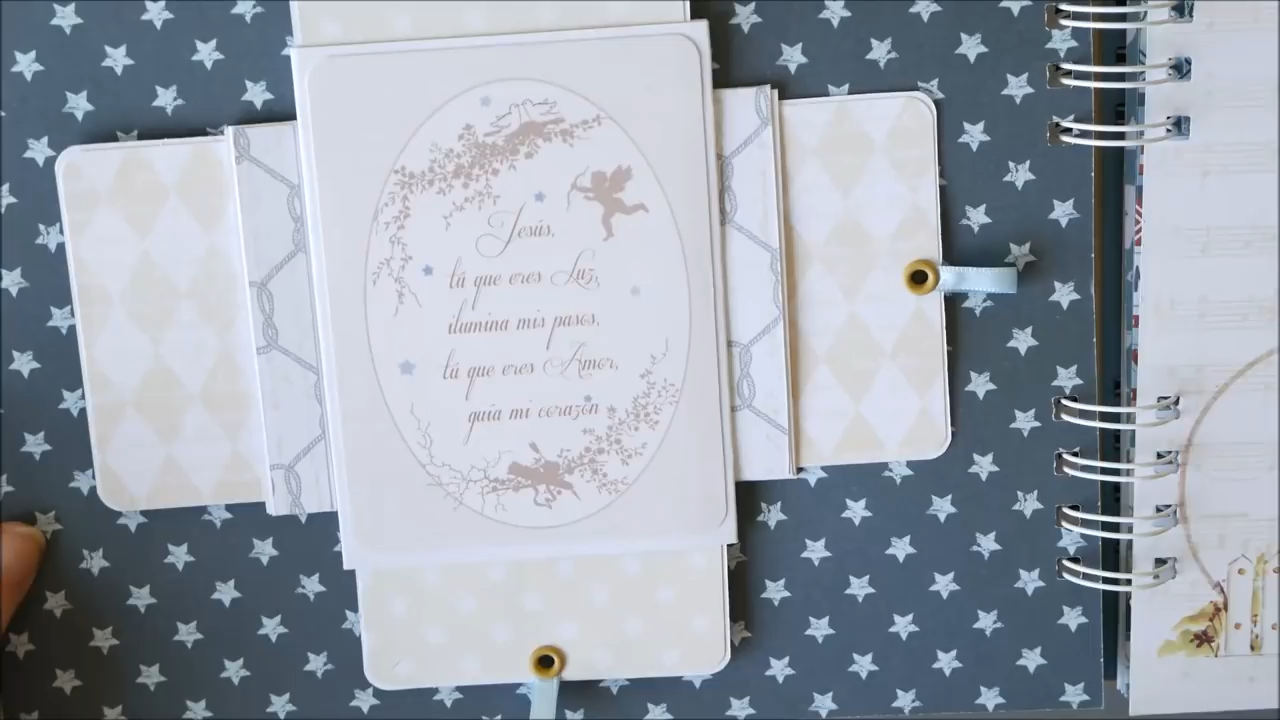 Jesús,
tú que eres Luz,
ilumina mis pasos,
tú que eres Amor,
guía mi corazón